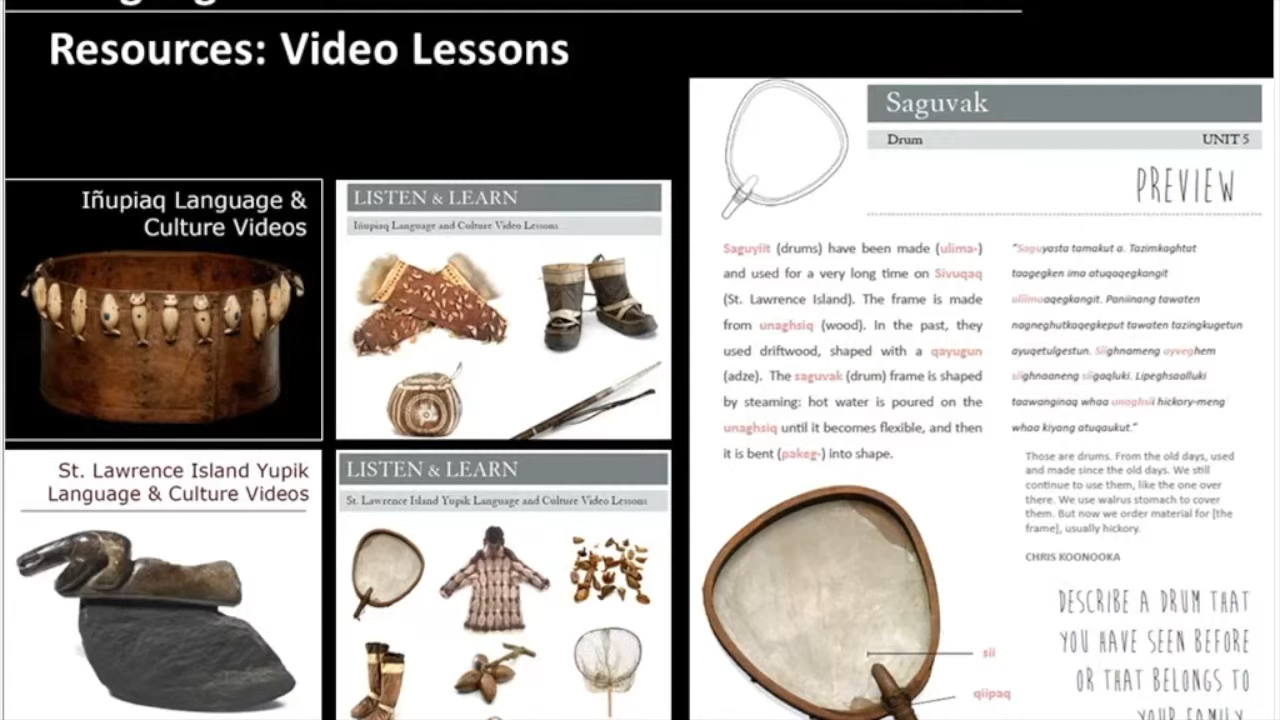 Resources: Video Lessons
Iñupiaq Language &
Culture Videos
LISTEN & LEARN
Iñupiaq Language and Culture Video Lessons
St. Lawrence Island Yupik
Language & Culture Videos
LISTEN & LEARN
St. Lawrence Island Yupik Language and Culture Video Lessons
Saguvak
Drum UNIT 5
PREVIEW
Saguyiit (drums) have been made (ulima-)
and used for a very long time on Sivuqaq
(St. Lawrence Island). The frame is made
from unaghsiq (wood). In the past, they
used driftwood, shaped with a qayugun
(adze). The saguvak (drum) frame is shaped
by steaming: hot water is poured on the
unaghsiq until it becomes flexible, and then
it is bent (pakeg-) into shape.
"Saguyasta tamakut a. Tazimkaghtat
taagegken ima atuqaqegkangit
ulimaaqegkangit. Paniinang tawaten
nagneghutkaqegkeput tawaten tazingkugetun
ayuqetulgestun. Siighnameng ayveghem
siighnaaneng siigaqluki. Lipeghsaalluki
taawanginaq whaa unaghsii hickory-meng
whaa kiyang atuqaukut."
Those are drums. From the old days, used
and made since the old days. We still
continue to use them, like the one over
there. We use walrus stomach to cover
them. But now we order material for [the
frame], usually hickory.
CHRIS KOONOOKA
DESCRIBE A DRUM THAT
YOU HAVE SEEN BEFORE
OR THAT BELONGS TO
YOUR FAMILY
sii
qiipaq